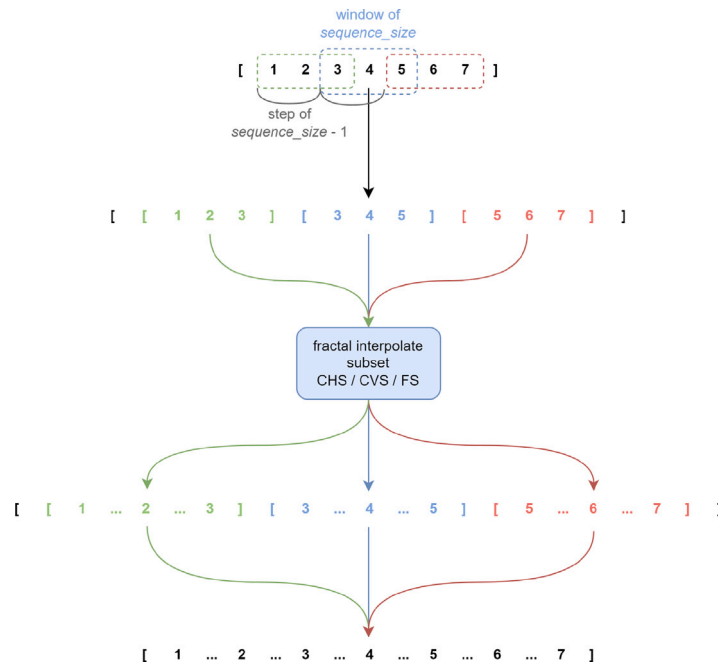 window of
sequence_size
[ 1 2 3 4 5 6 7 ]
step of
sequence_size - 1
[ [ 1 2 3 ] [ 3 4 5 ] [ 5 6 7 ] ]
fractal interpolate
subset
CHS / CVS / FS
[ [ 1 ... 2 ... 3 ] [ 3 ... 4 ... 5 ] [ 5 ... 6 ... 7 ] ]
[ 1 ... 2 ... 3 ... 4 ... 5 ... 6 ... 7 ]